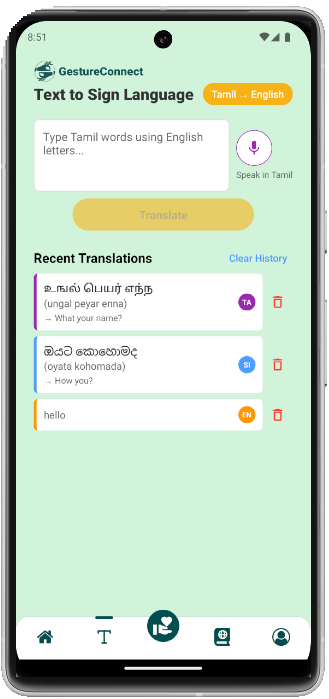 8:51
GestureConnect
Text to Sign Language
Tamil → English
Type Tamil words using English
letters...
Speak in Tamil
Translate
Recent Translations
Clear History
உஙல் பெயர் எந்ந
(ungal peyar enna)
→ What your name?
TA
ඔයට කොහොමද
(oyata kohomada)
→ How you?
SI
hello
EN
T